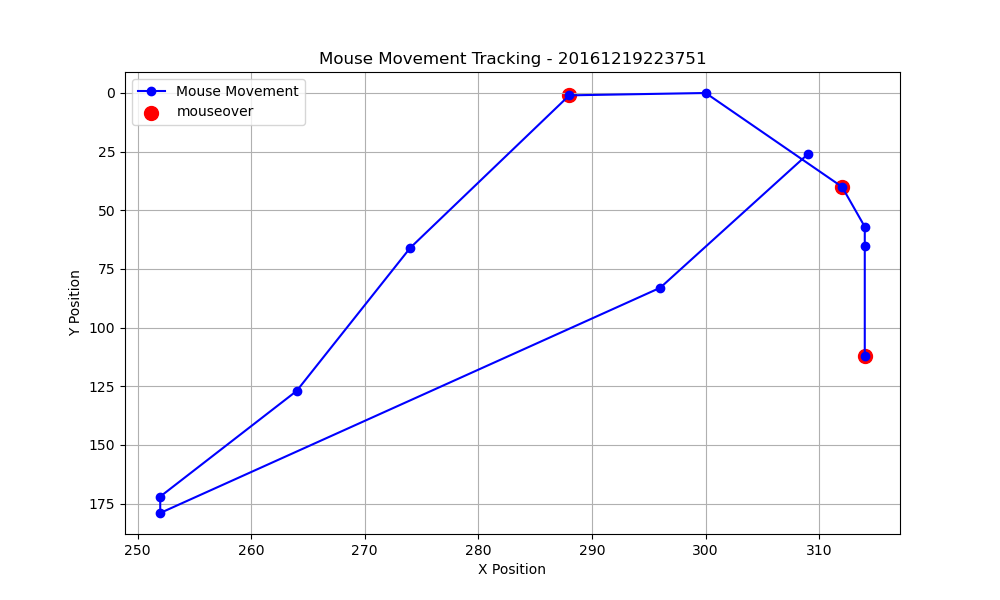 Mouse Movement Tracking - 20161219223751
Mouse Movement
mouseover
0
25
50
75
100
125
150
175
Y Position
250 260 270 280 290 300 310
X Position